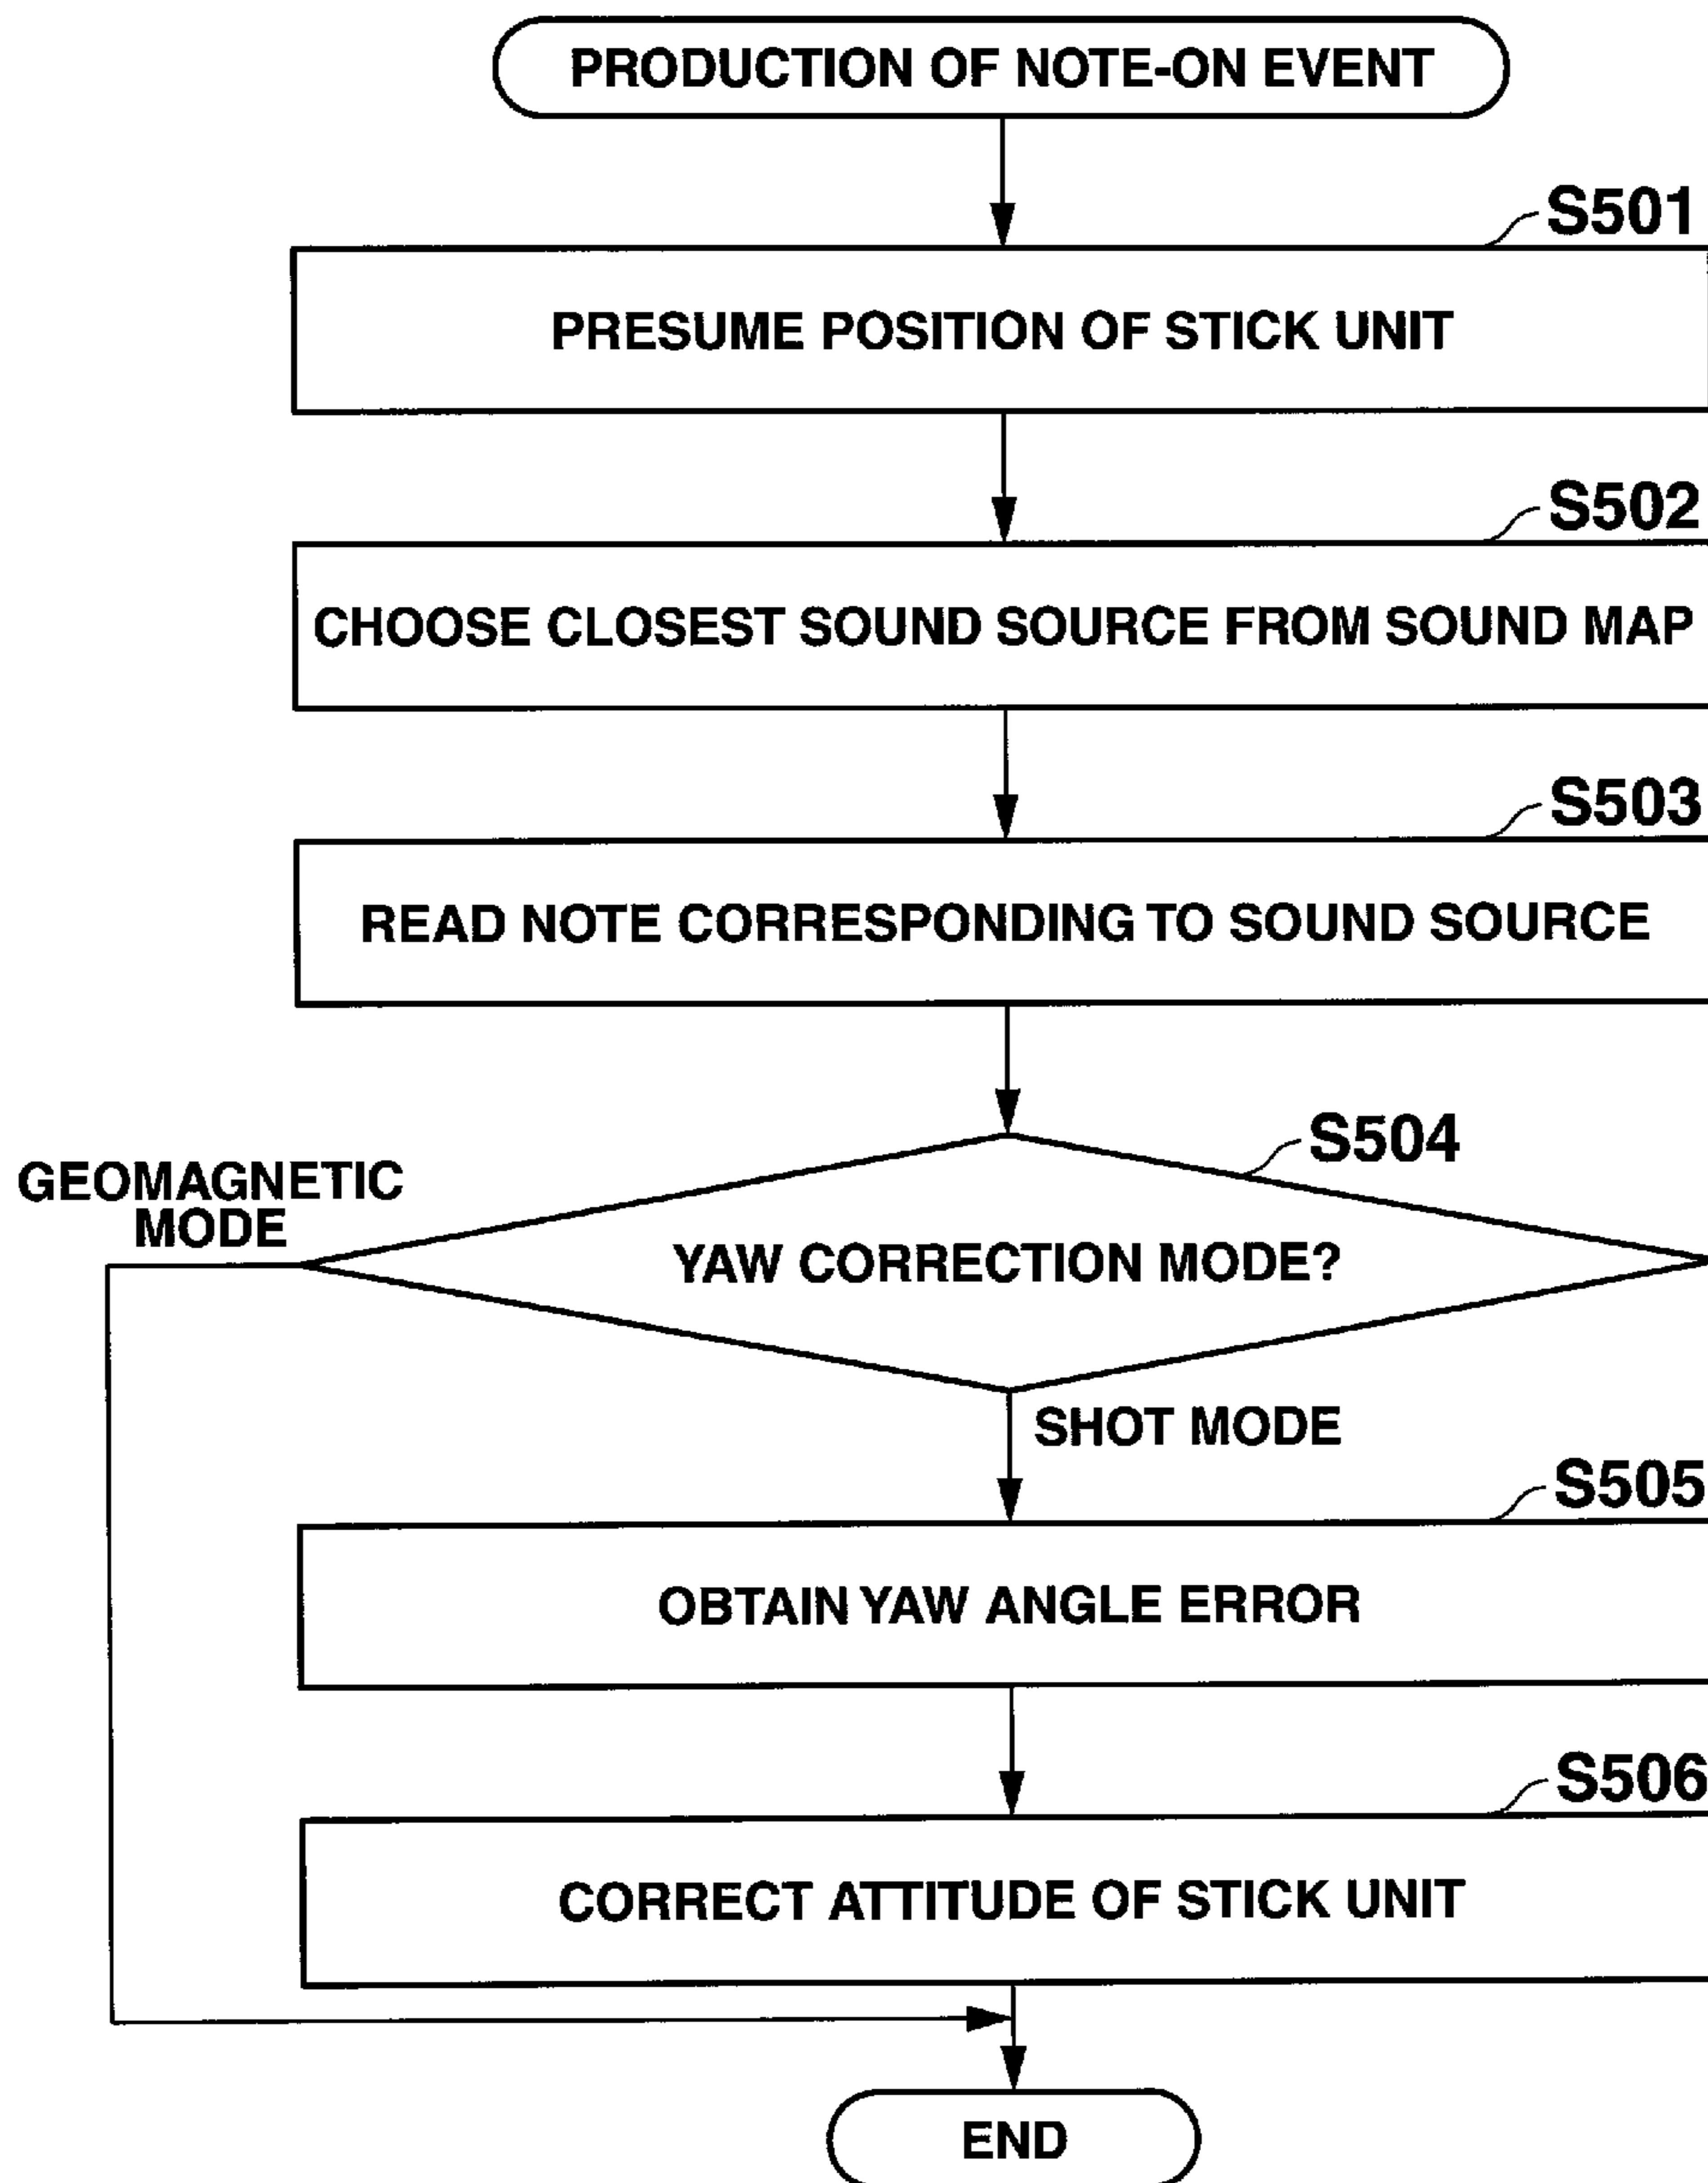 PRODUCTION OF NOTE-ON EVENT
S501
PRESUME POSITION OF STICK UNIT
S502
CHOOSE CLOSEST SOUND SOURCE FROM SOUND MAP
S503
READ NOTE CORRESPONDING TO SOUND SOURCE
S504
GEOMAGNETIC
MODE
YAW CORRECTION MODE?
SHOT MODE
S505
OBTAIN YAW ANGLE ERROR
S506
CORRECT ATTITUDE OF STICK UNIT
END